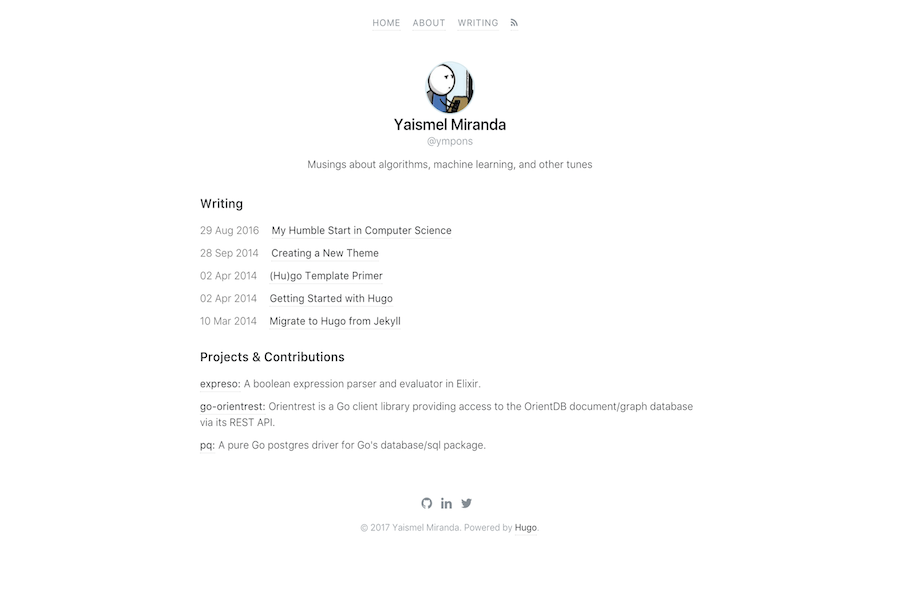 HOME ABOUT WRITING
Yaismel Miranda
@ympons
Musings about algorithms, machine learning, and other tunes
Writing
29 Aug 2016 My Humble Start in Computer Science
28 Sep 2014 Creating a New Theme
02 Apr 2014 (Hu)go Template Primer
02 Apr 2014 Getting Started with Hugo
10 Mar 2014 Migrate to Hugo from Jekyll
Projects & Contributions
expreso: A boolean expression parser and evaluator in Elixir.
go-orientrest: Orientrest is a Go client library providing access to the OrientDB document/graph database
via its REST API.
pq: A pure Go postgres driver for Go's database/sql package.
© 2017 Yaismel Miranda. Powered by Hugo.